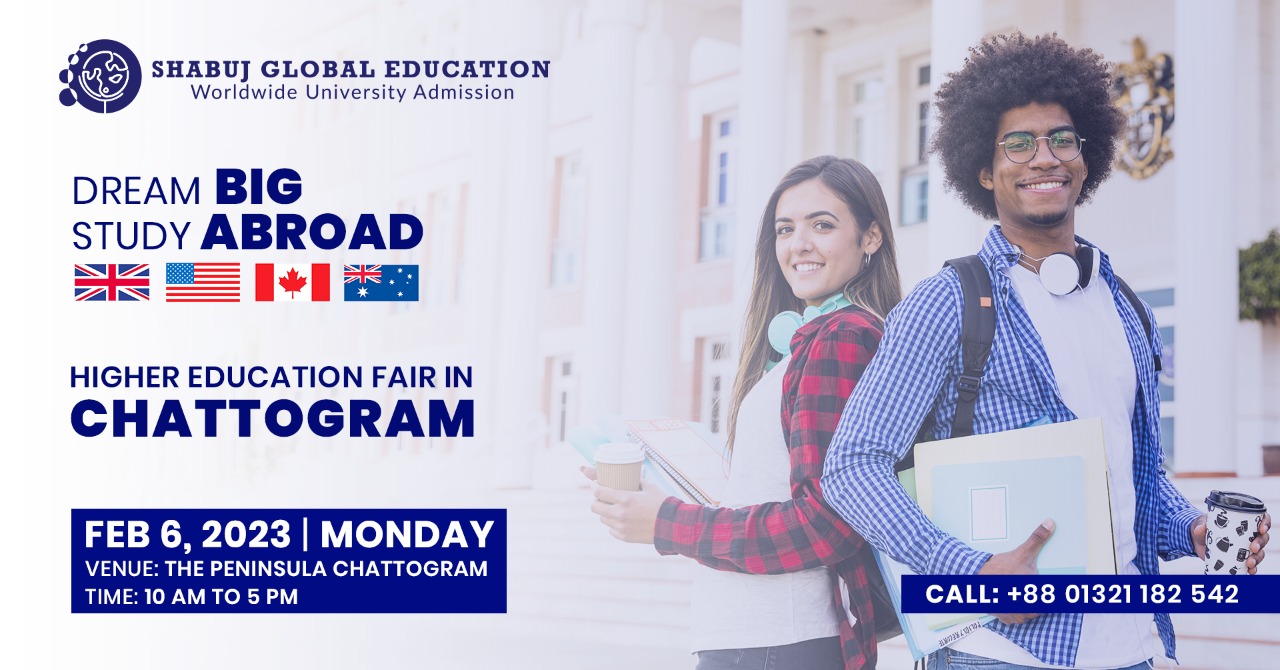 SHABUJ GLOBAL EDUCATION
Worldwide University Admission
DREAM BIG
STUDY ABROAD
HIGHER EDUCATION FAIR IN
CHATTOGRAM
FEB 6, 2023 | MONDAY
VENUE: THE PENINSULA CHATTOGRAM
TIME: 10 AM TO 5 PM
CALL: +88 01321 182 542